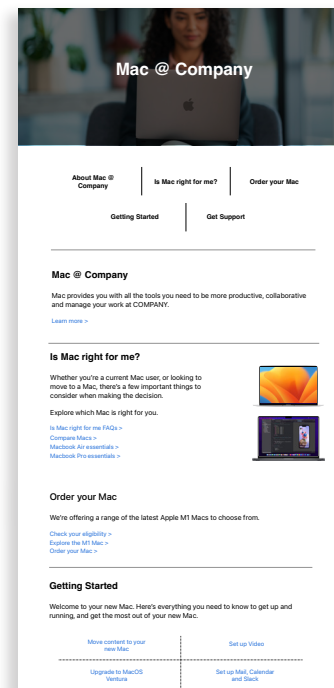 Mac @ Company
About Mac @
Company
Is Mac right for me?
Order your Mac
Getting Started
Get Support
Mac @ Company
Mac provides you with all the tools you need to be more productive, collaborative
and manage your work at COMPANY.
Learn more >
Is Mac right for me?
Whether you're a current Mac user, or looking to
move to a Mac, there's a few important things to
consider when making the decision.
Explore which Mac is right for you.
Is Mac right for me FAQs >
Compare Macs >
Macbook Air essentials >
Macbook Pro essentials >
Order your Mac
We're offering a range of the latest Apple M1 Macs to choose from.
Check your eligibility >
Explore the M1 Mac >
Order your Mac >
Getting Started
Welcome to your new Mac. Here's everything you need to know to get up and
running, and get the most out of your new Mac.
Move content to your
new Mac
Set up Video
Upgrade to MacOS
Ventura
Set up Mail, Calendar
and Slack